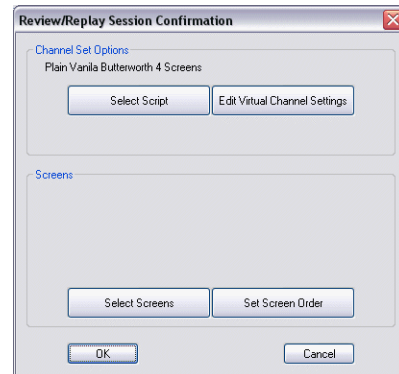 Review/Replay Session Confirmation
Channel Set Options
Plain Vanila Butterworth 4 Screens
Select Script
Edit Virtual Channel Settings
Screens
Select Screens
Set Screen Order
OK
Cancel